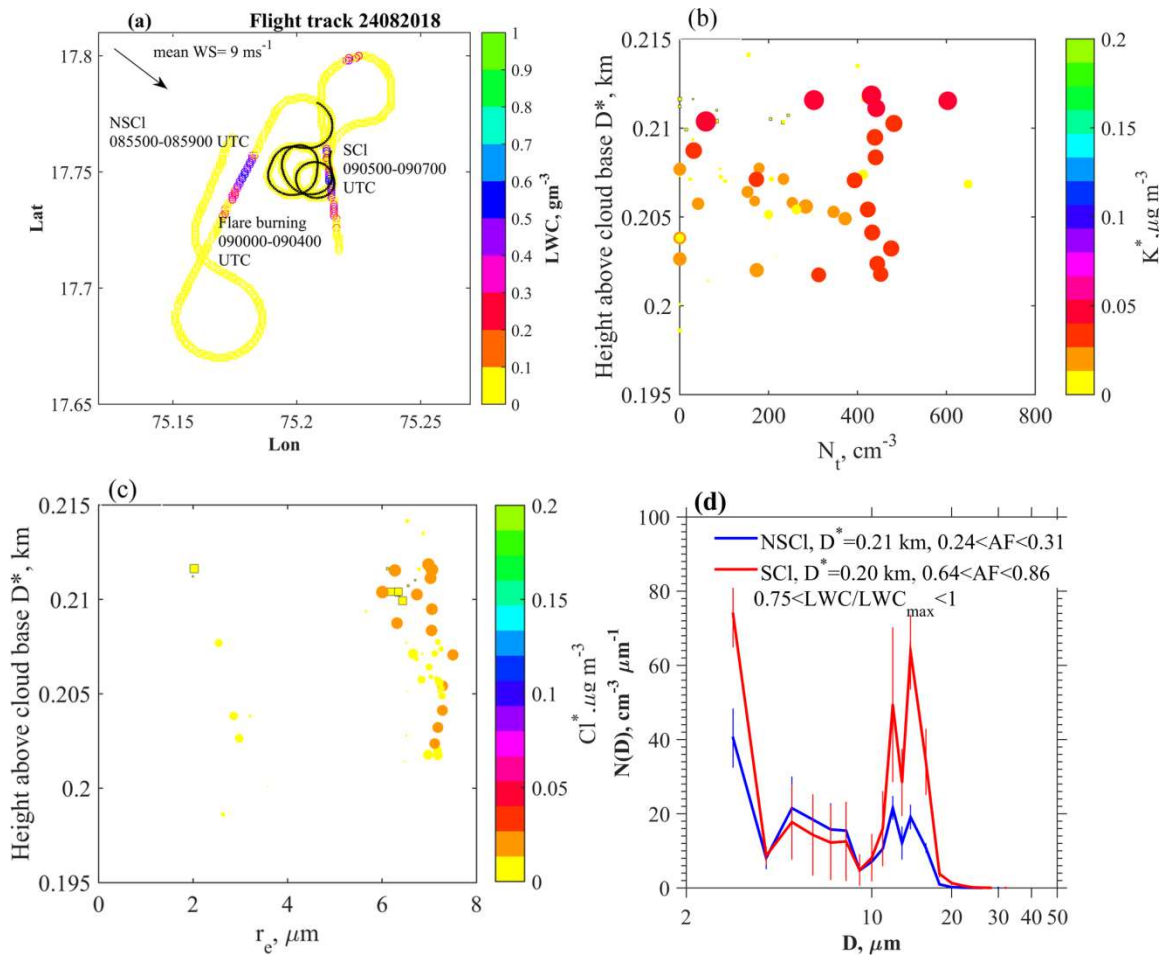 (a) Flight track 24082018
17.8
17.75
17.7
17.65
Lat
mean WS= 9 ms-1
NSCl
085500-085900 UTC
SCl
090500-090700
UTC
Flare burning
090000-090400
UTC
75.15 75.2 75.25
Lon
1
0.9
0.8
0.7
0.6
0.5
0.4
0.3
0.2
0.1
0
LWC, gm-3
(b)
0.215
0.21
0.205
0.2
0.195
Height above cloud base D*, km
0 200 400 600 800
Nt, cm-3
0.2
0.15
0.1
0.05
0
K*,μg m-3
(c)
0.215
0.21
0.205
0.2
0.195
Height above cloud base D*, km
0 2 4 6 8
re, μm
0.2
0.15
0.1
0.05
0
Cl*,μg m-3
(d)
100
80
60
40
20
0
N(D), cm-3 μm-1
NSCl, D*=0.21 km, 0.24<AF<0.31
SCl, D*=0.20 km, 0.64<AF<0.86
0.75<LWC/LWCmax<1
2 10 20 30 50
D, μm